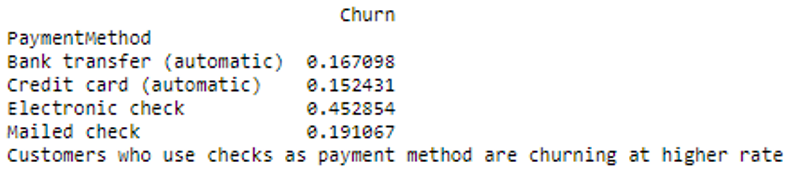 Churn
PaymentMethod
Bank transfer (automatic) 0.167098
Credit card (automatic) 0.152431
Electronic check 0.452854
Mailed check 0.191067
Customers who use checks as payment method are churning at higher rate